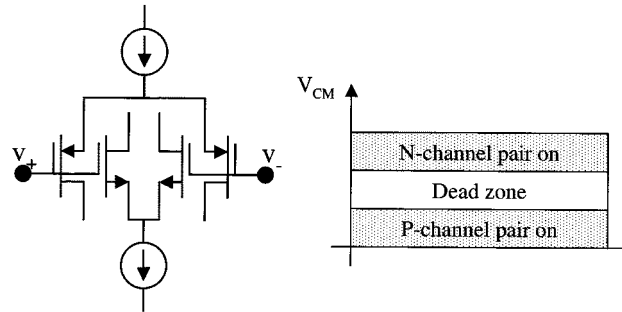 V+
V-
VCM
N-channel pair on
Dead zone
P-channel pair on